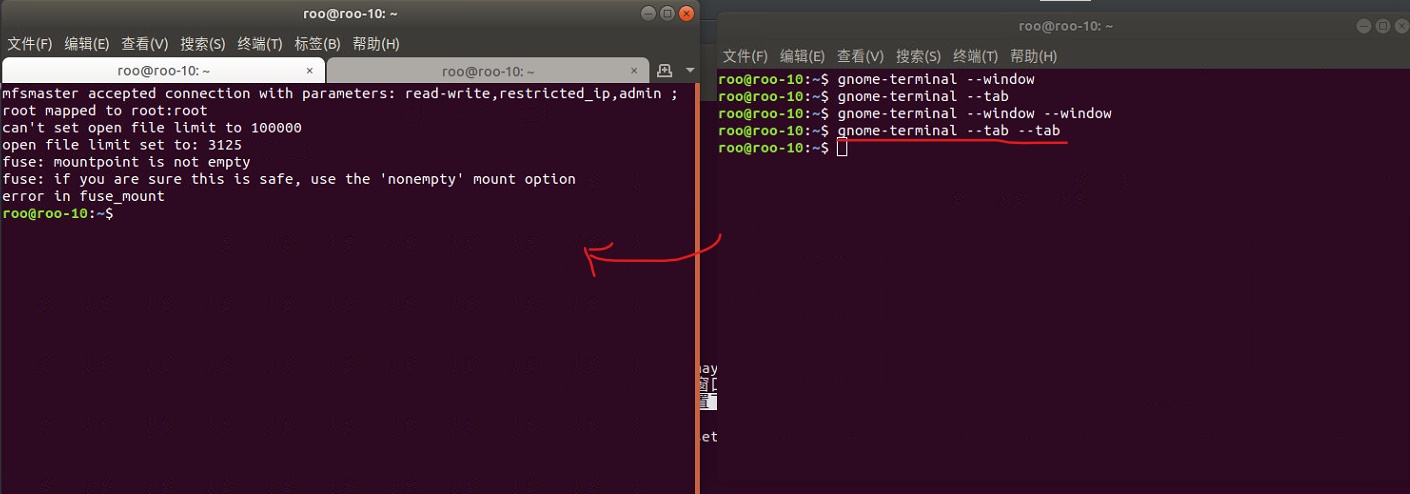 roo@roo-10: ~
文件(F) 编辑(E) 查看(V) 搜索(S) 终端(T) 标签(B) 帮助(H)
roo@roo-10: ~ × roo@roo-10: ~ ×
mfsmaster accepted connection with parameters: read-write,restricted_ip,admin ;
root mapped to root:root
can't set open file limit to 100000
open file limit set to: 3125
fuse: mountpoint is not empty
fuse: if you are sure this is safe, use the 'nonempty' mount option
error in fuse_mount
roo@roo-10:~$
roo@roo-10: ~
文件(F) 编辑(E) 查看(V) 搜索(S) 终端(T) 帮助(H)
roo@roo-10:~$ gnome-terminal --window
roo@roo-10:~$ gnome-terminal --tab
roo@roo-10:~$ gnome-terminal --window --window
roo@roo-10:~$ gnome-terminal --tab --tab
roo@roo-10:~$